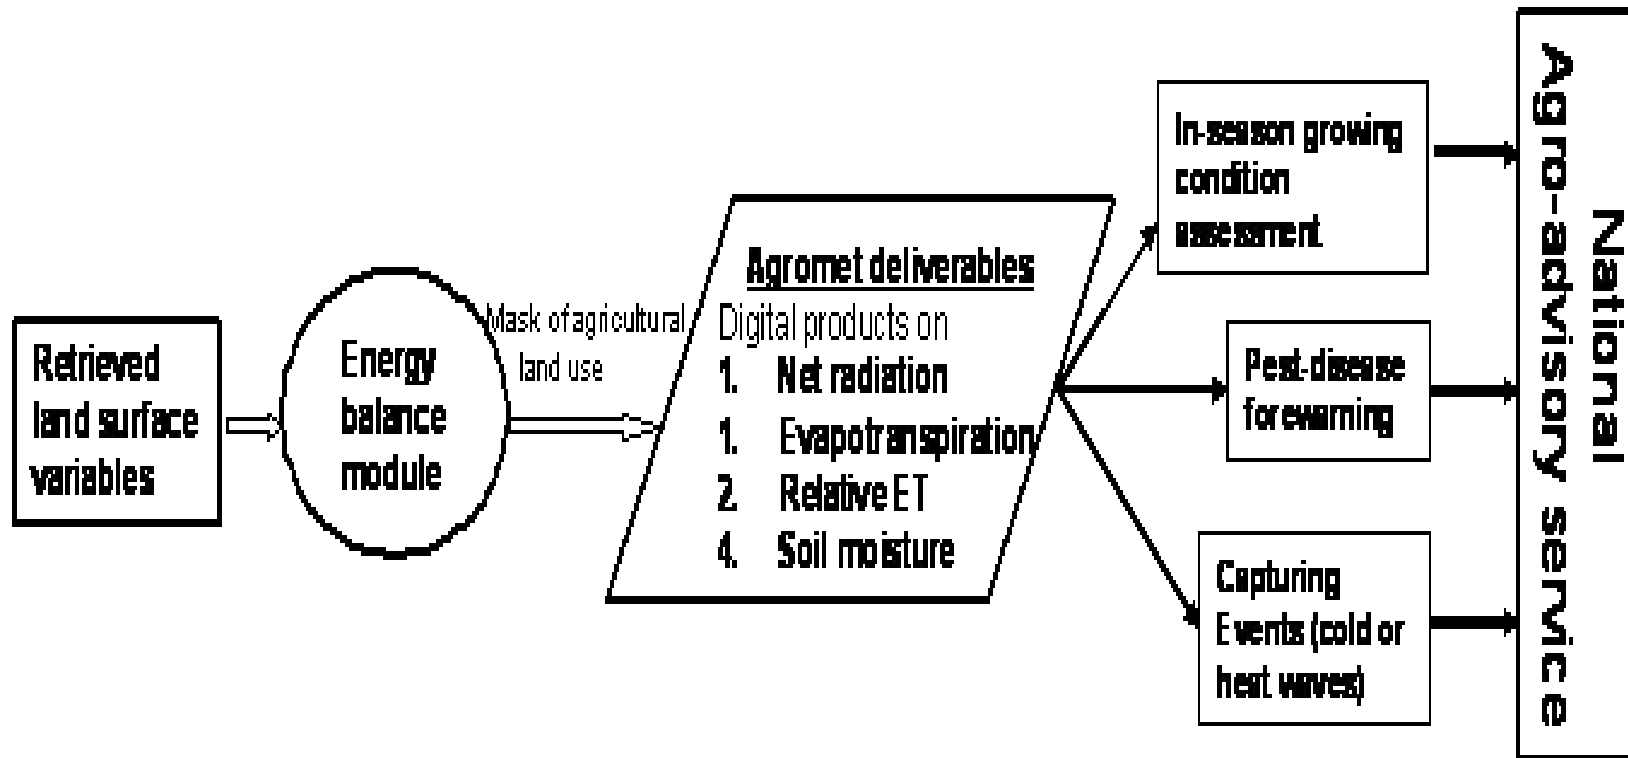 Retrieved
land surface
variables
Energy
balance
module
Mask of agricultural
land use
Agromet deliverables
Digital products on
1. Net radiation
1. Evapotranspiration
2. Relative ET
4. Soil moisture
In-season growing
condition
assessment
Pest-disease
forewarning
Capturing
Events (cold or
heat waves)
National
Agro-advisory service